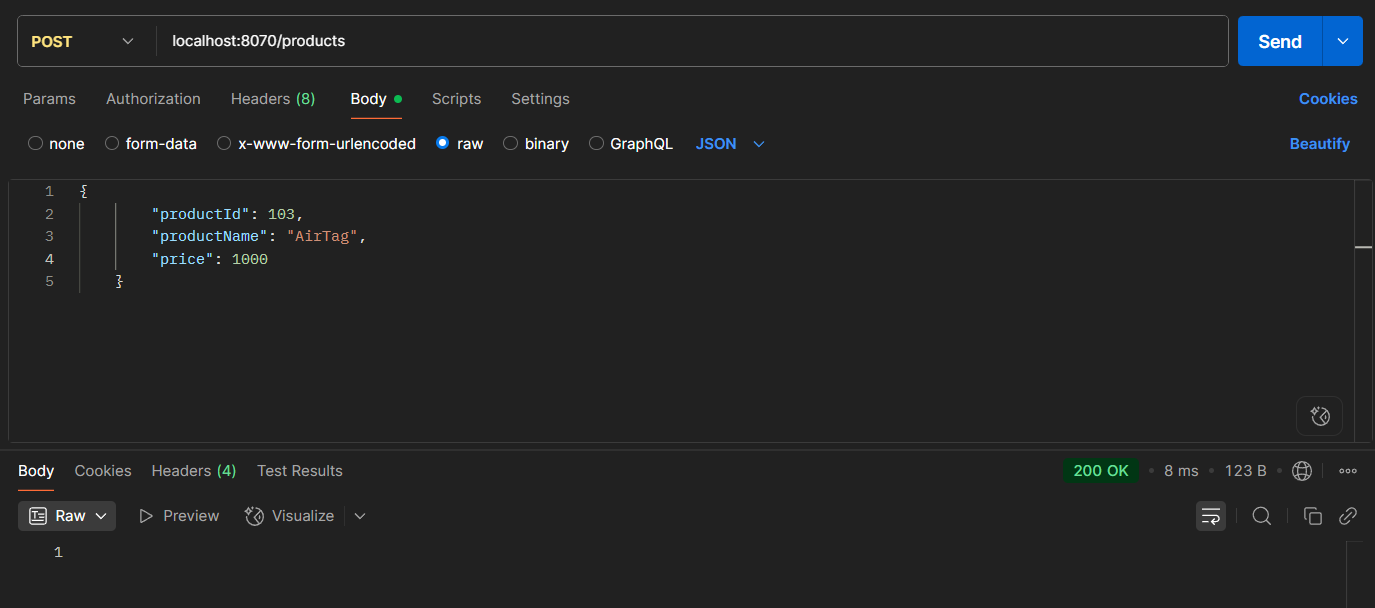 POST localhost:8070/products Send
Params Authorization Headers (8) Body Scripts Settings Cookies
none form-data x-www-form-urlencoded raw binary GraphQL JSON Beautify
1 {
2 "productId": 103,
3 "productName": "AirTag",
4 "price": 1000
5 }
Body Cookies Headers (4) Test Results 200 OK • 8 ms • 123 B •
Raw Preview Visualize
1